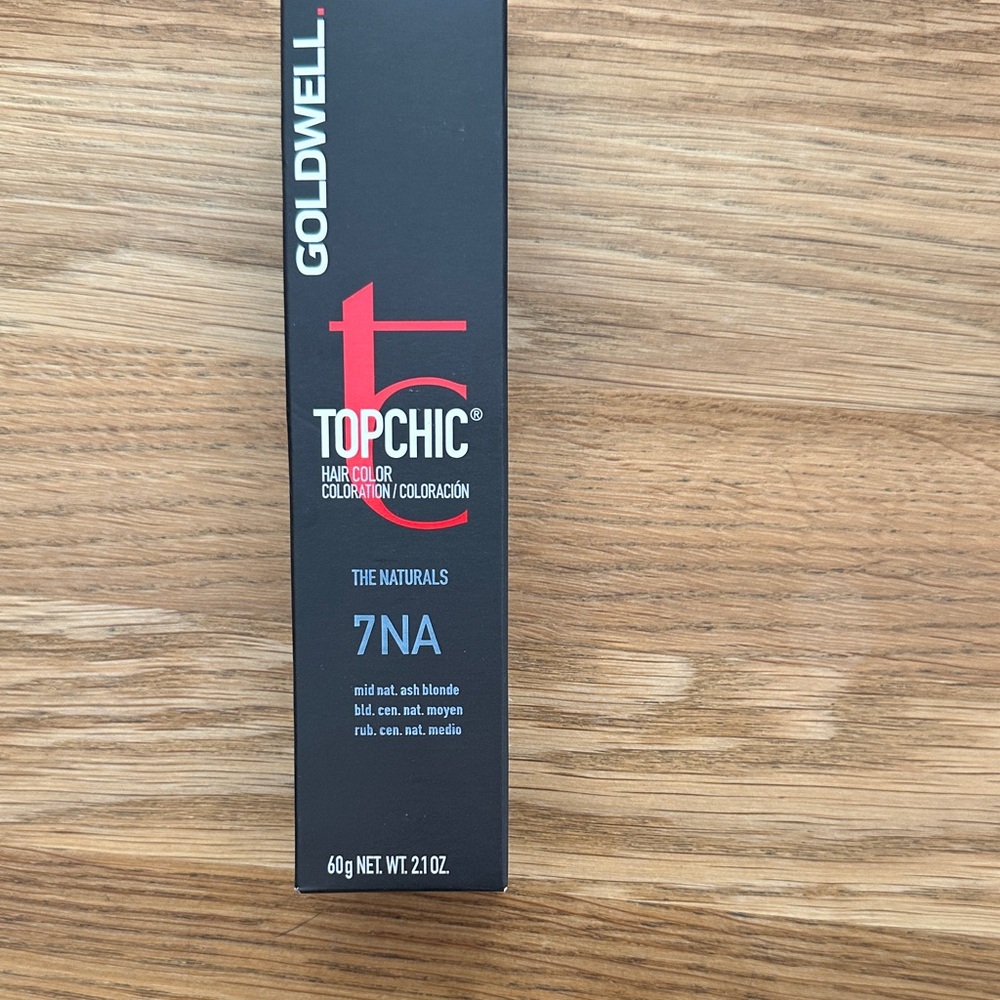 GOLDWELL.
tc
TOPCHIC®
HAIR COLOR
COLORATION / COLORACIÓN
THE NATURALS
7NA
mid nat. ash blonde
bld. cen. nat. moyen
rub. cen. nat. medio
60g NET. WT. 2.1 OZ.